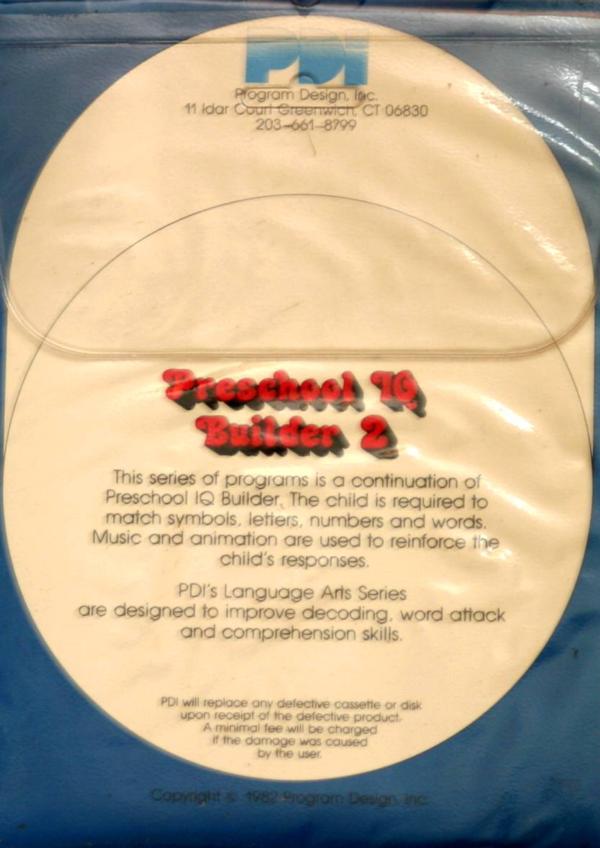 PDI
Program Design, Inc.
11 Idar Court Greenwich, CT 06830
203-661-8799
Preschool IQ
Builder 2
This series of programs is a continuation of
Preschool IQ Builder. The child is required to
match symbols, letters, numbers and words.
Music and animation are used to reinforce the
child's responses.
PDI's Language Arts Series
are designed to improve decoding, word attack
and comprehension skills.
PDI will replace any defective cassette or disk
upon receipt of the defective product.
A minimal fee will be charged
if the damage was caused
by the user.
Copyright © 1982 Program Design, Inc.